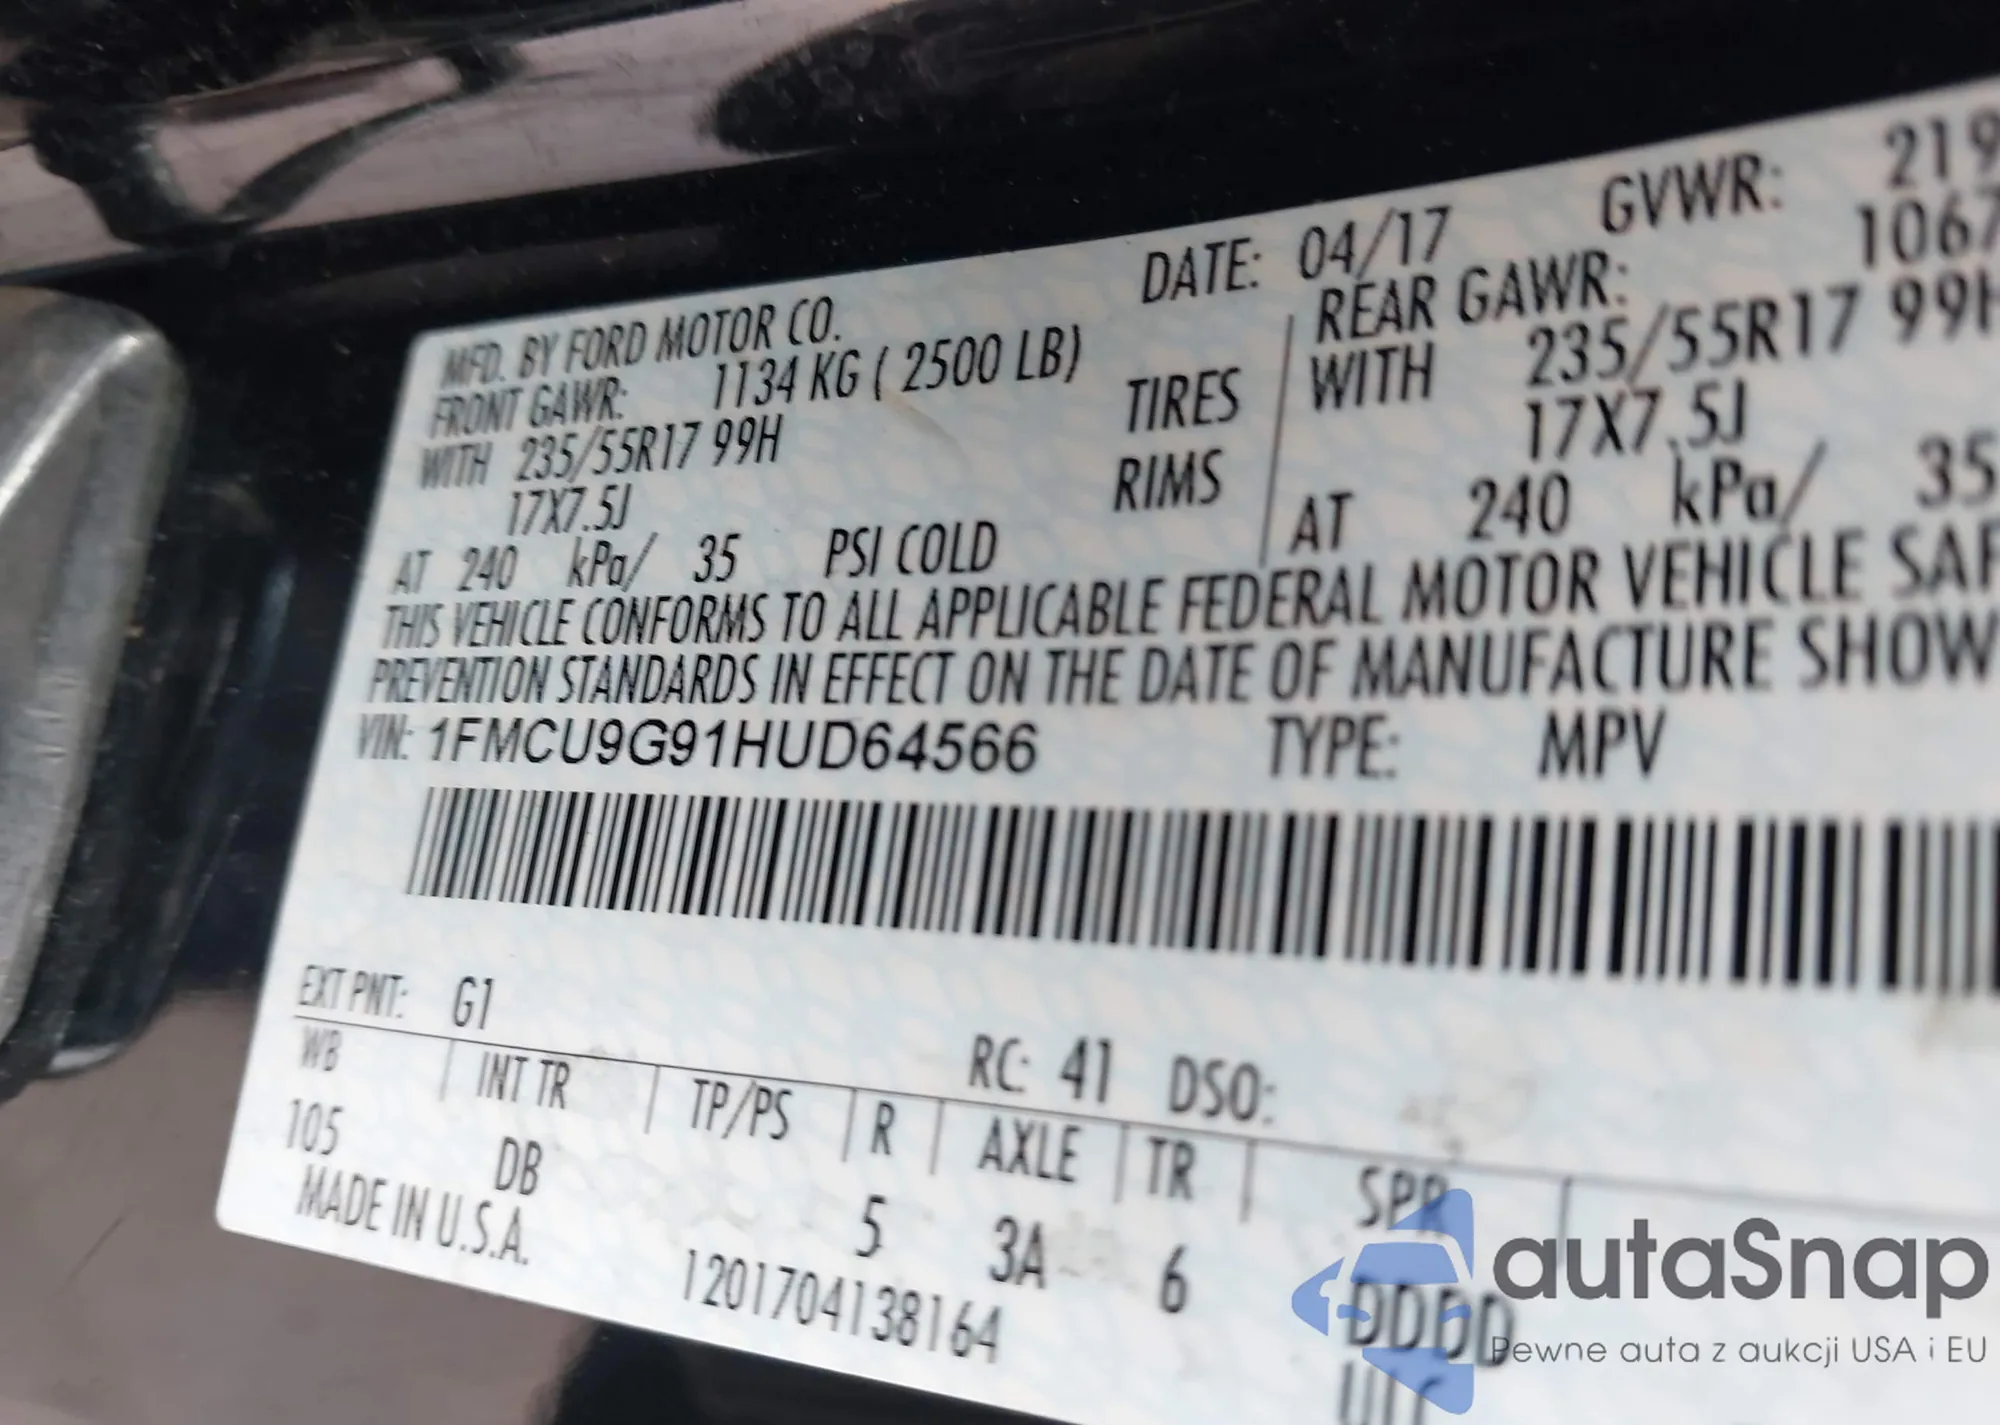 MFD. BY FORD MOTOR CO. DATE: 04/17 GVWR: 219
FRONT GAWR: 1134 KG ( 2500 LB) REAR GAWR: 1067
WITH 235/55R17 99H TIRES WITH 235/55R17 99H
17X7.5J RIMS 17X7.5J
AT 240 kPa/ 35 PSI COLD AT 240 kPa/ 35
THIS VEHICLE CONFORMS TO ALL APPLICABLE FEDERAL MOTOR VEHICLE SAF
PREVENTION STANDARDS IN EFFECT ON THE DATE OF MANUFACTURE SHOW
VIN: 1FMCU9G91HUD64566 TYPE: MPV
EXT PNT: G1 RC: 41 DSO:
WB INT TR TP/PS R AXLE TR SPR
105 DB 5 3A 6 DDDD
MADE IN U.S.A. 1201704138164
autaSnap
Pewne auta z aukcji USA i EU